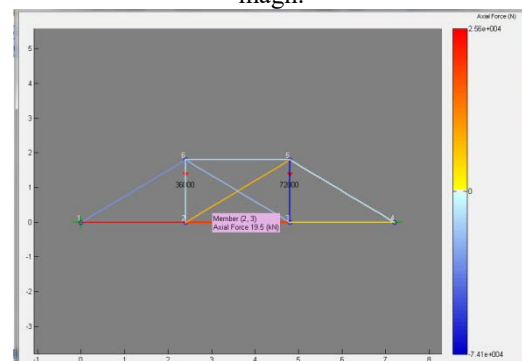 magn.
Axial Force (N)
2.56e+004
5
4
3
2
6 5
36000 72000
1
1 2 3 4
0
0
Member (2, 3)
Axial Force 19.5 (kN)
-1
-2
-3
-7.41e+004
-1 0 1 2 3 4 5 6 7 8